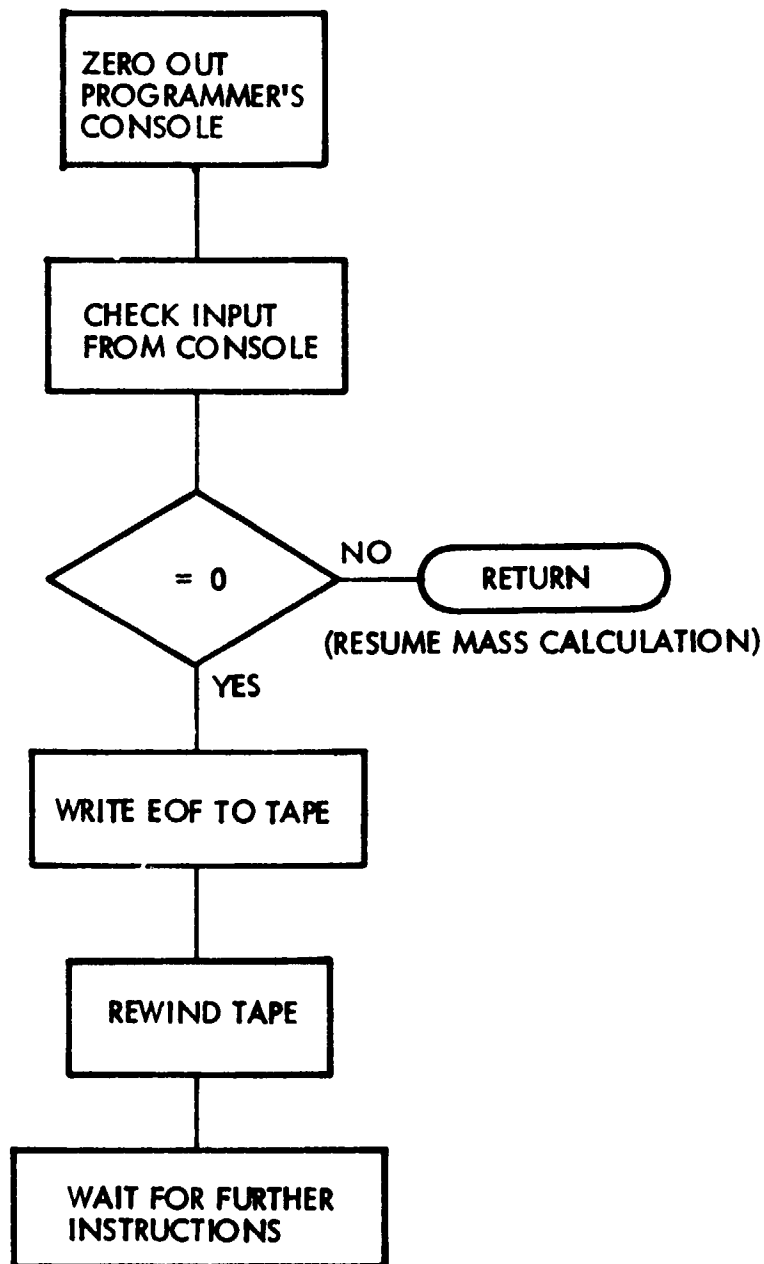 ZERO OUT
PROGRAMMER'S
CONSOLE
CHECK INPUT
FROM CONSOLE
= 0
NO
RETURN
(RESUME MASS CALCULATION)
YES
WRITE EOF TO TAPE
REWIND TAPE
WAIT FOR FURTHER
INSTRUCTIONS